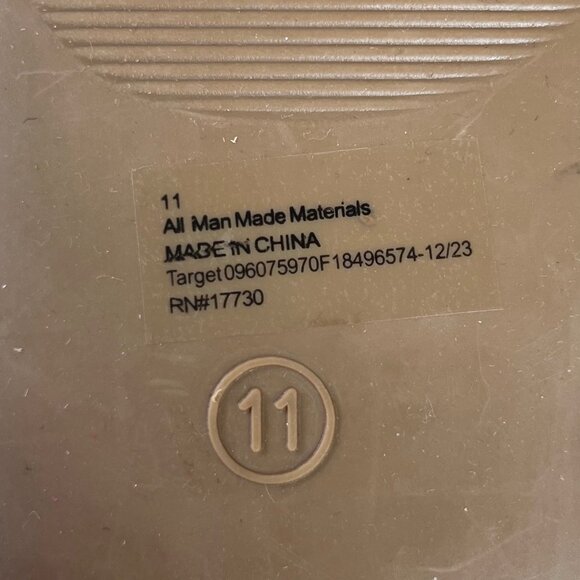 11
All Man Made Materials
MADE IN CHINA
Target096075970F18496574-12/23
RN#17730
11